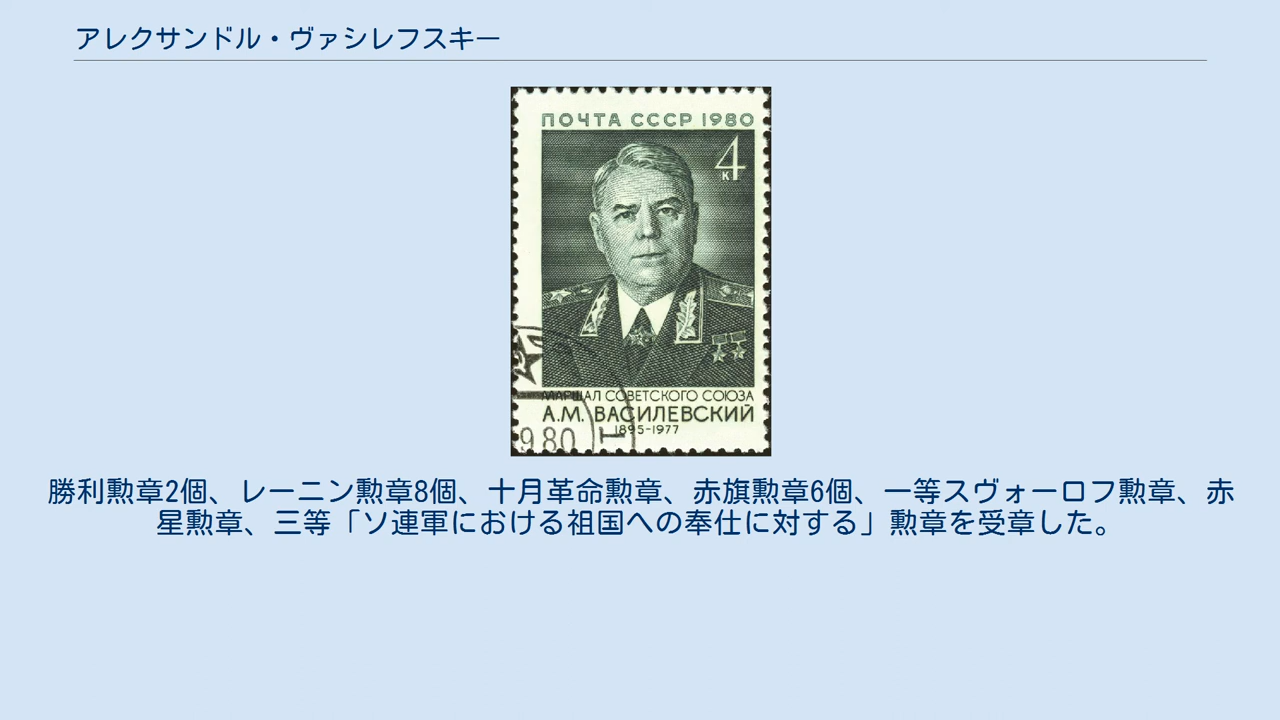 アレクサンドル・ヴァシレフスキー
ПОЧТА СССР 1980
4
к
МАРШАЛ СОВЕТСКОГО СОЮЗА
А.М. ВАСИЛЕВСКИЙ
1895-1977
980
勝利勲章2個、レーニン勲章8個、十月革命勲章、赤旗勲章6個、一等スヴォーロフ勲章、赤
星勲章、三等「ソ連軍における祖国への奉仕に対する」勲章を受章した。